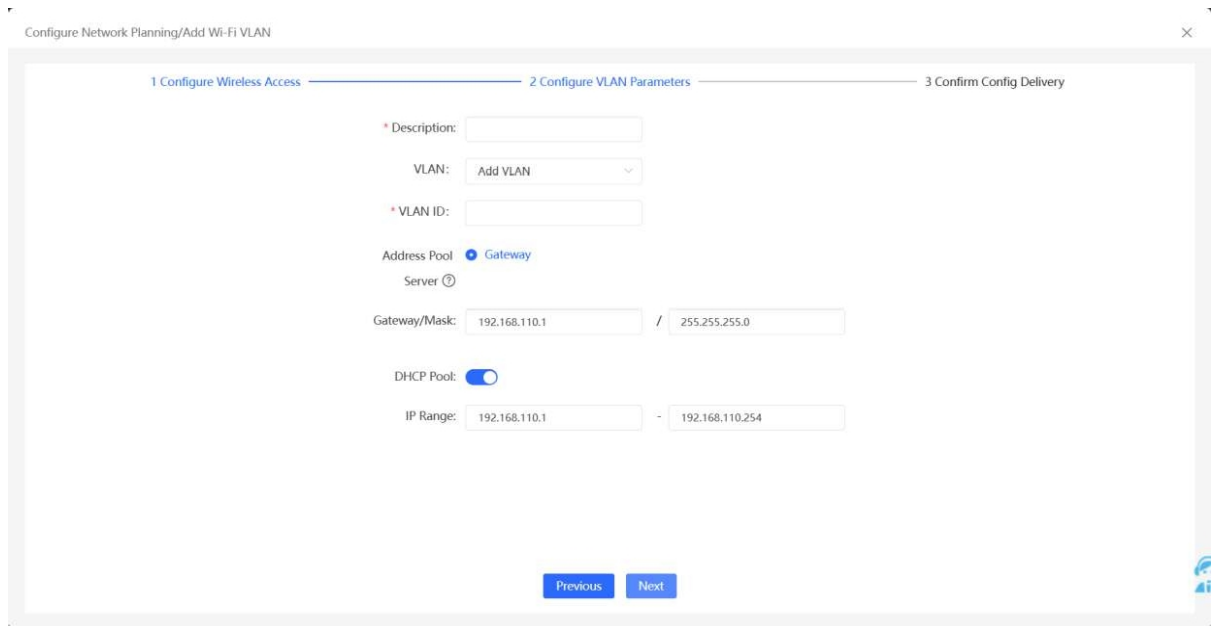 Configure Network Planning/Add Wi-Fi VLAN
1 Configure Wireless Access 2 Configure VLAN Parameters 3 Confirm Config Delivery
* Description:
VLAN: Add VLAN
* VLAN ID:
Address Pool Gateway
Server ?
Gateway/Mask: 192.168.110.1 / 255.255.255.0
DHCP Pool:
IP Range: 192.168.110.1 - 192.168.110.254
Previous Next